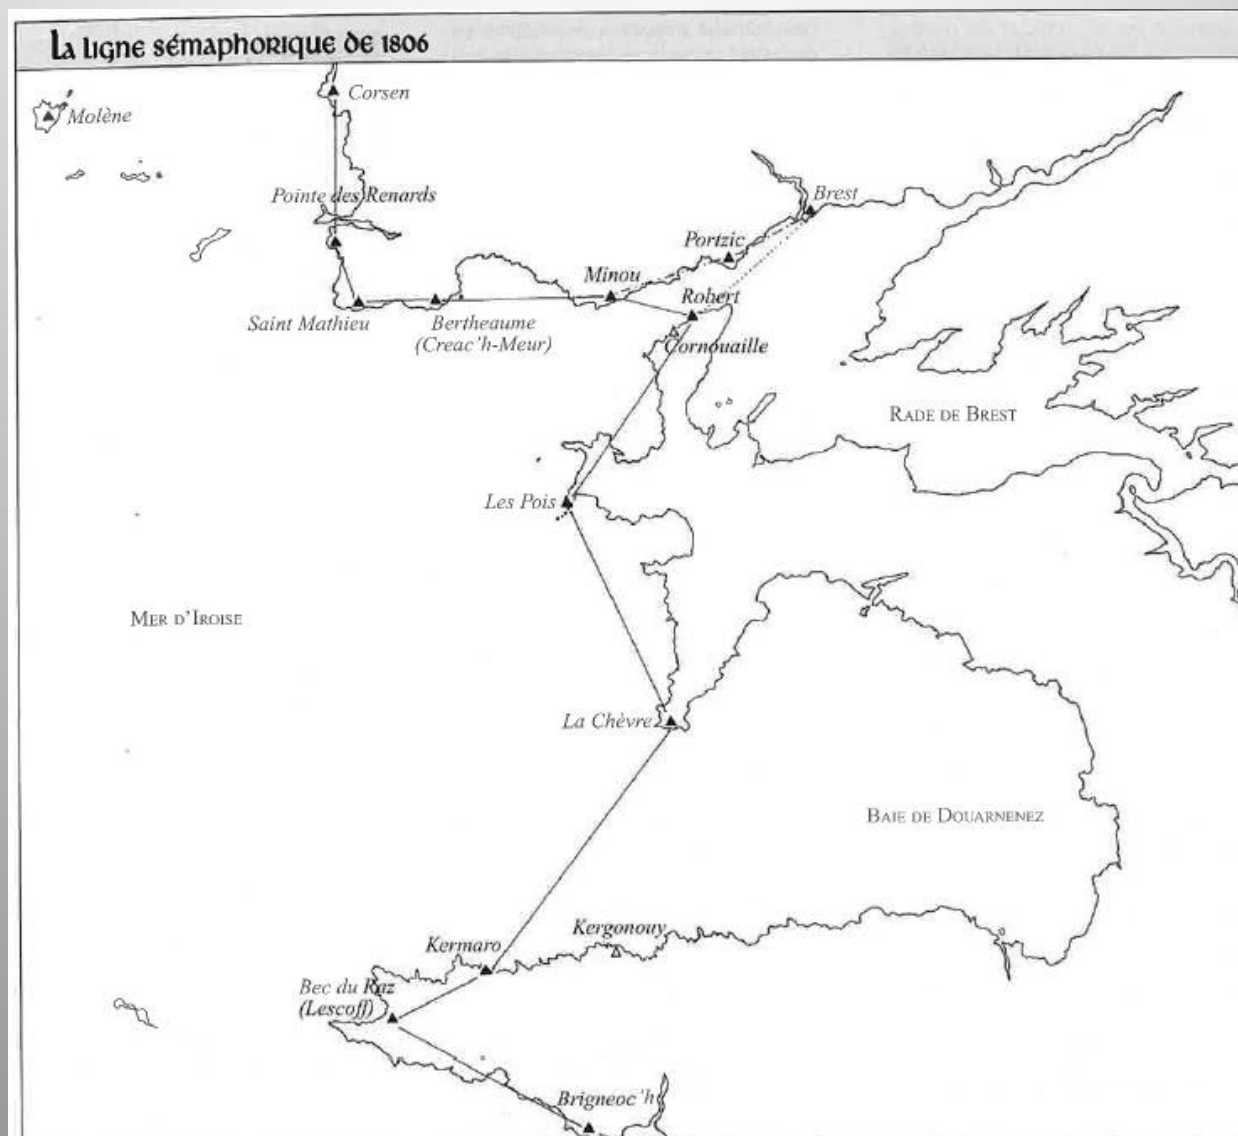 La ligne sémaphorique de 1806
Corsen
Molène
Pointe des Renards
Brest
Portzic
Minou
Robert
Saint Mathieu
Bertheaume
(Creac'h-Meur)
Cornouaille
RADE DE BREST
Les Pois
MER D'IROISE
La Chèvre
BAIE DE DOUARNENEZ
Kergonouy
Kermaro
Bec du Raz
(Lescoff)
Brigneoc'h